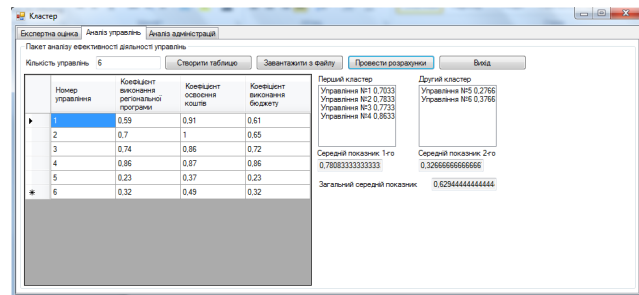 Кластер
Експертна оцінка Аналіз управлінь Аналіз адміністрацій
Пакет аналізу ефективності діяльності управлінь
Кількість управлінь 6 Створити таблицю Завантажити з файлу Провести розрахунки Вихід
Номер управління Коефіцієнт виконання регіональної програми Коефіцієнт освоєння коштів Коефіцієнт виконання бюджету
1 0,59 0,91 0,61
2 0,7 1 0,65
3 0,74 0,86 0,72
4 0,86 0,87 0,86
5 0,23 0,37 0,23
6 0,32 0,49 0,32
Перший кластер
Управління №1 0,7033
Управління №2 0,7833
Управління №3 0,7733
Управління №4 0,8633
Другий кластер
Управління №5 0,2766
Управління №6 0,3766
Середній показник 1-го Середній показник 2-го
0,78083333333333 0,32666666666666
Загальний середній показник 0,62944444444444